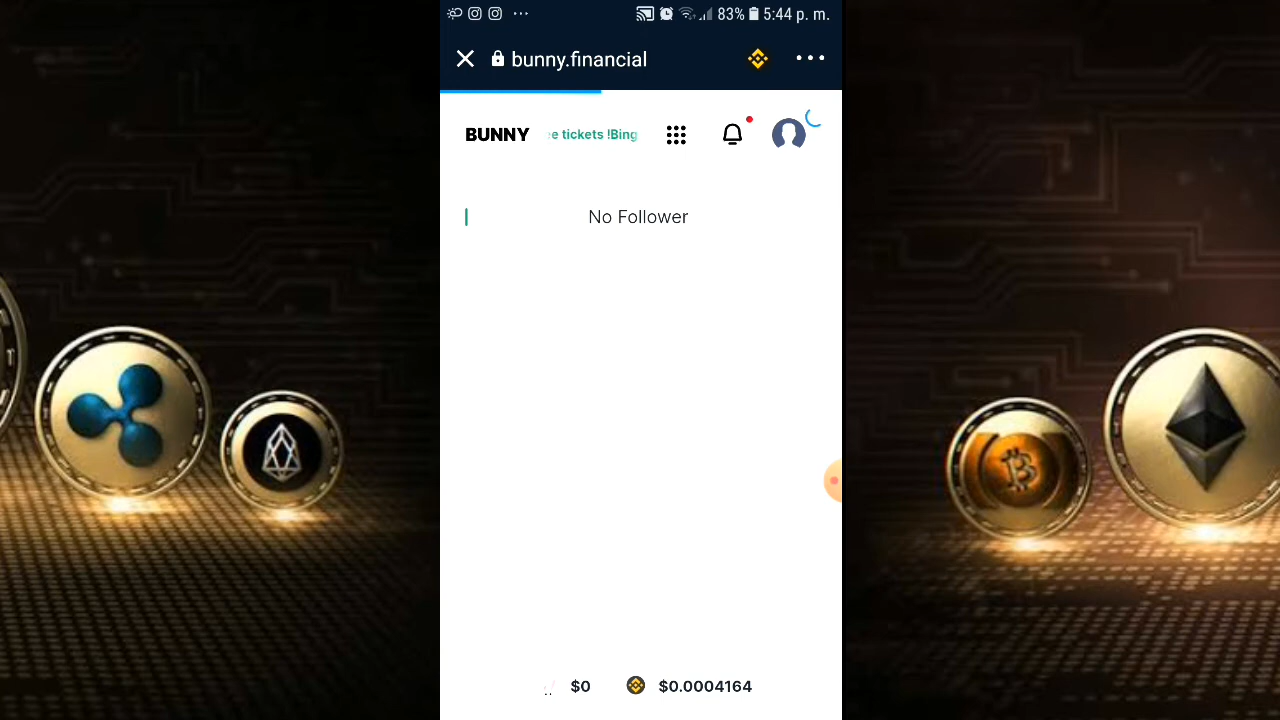 83% 5:44 p. m.
bunny.financial
BUNNY
e tickets !Bing
No Follower
$0 $0.0004164